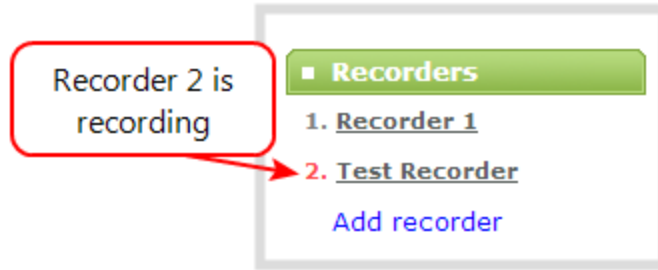 Recorder 2 is
recording
Recorders
1. Recorder 1
2. Test Recorder
Add recorder